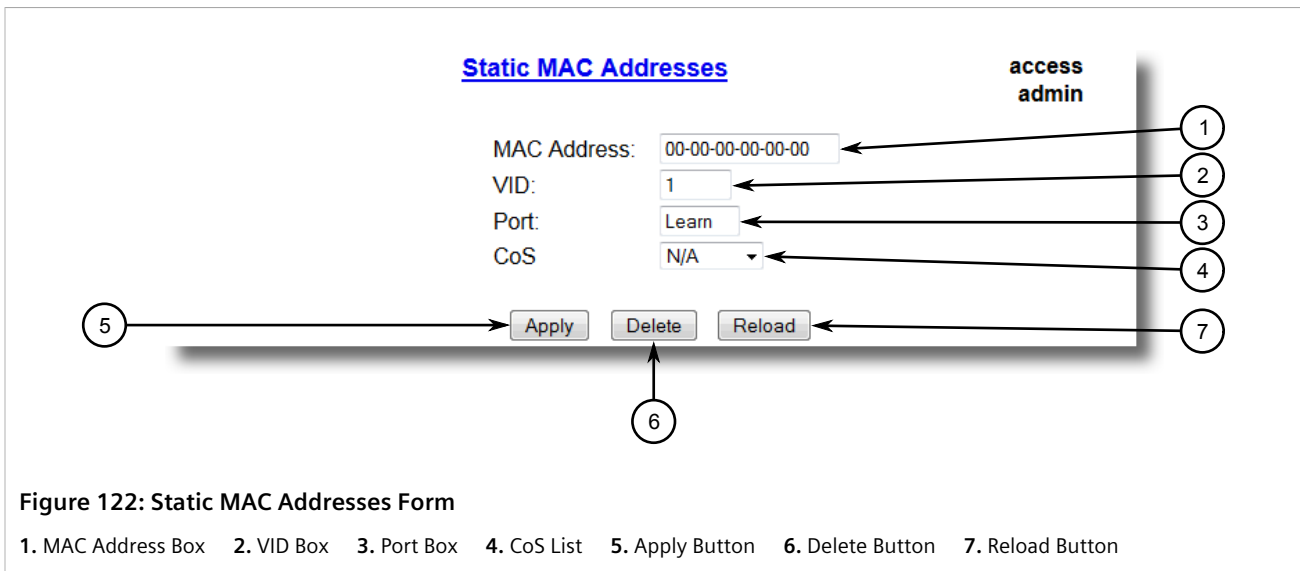 Static MAC Addresses
access
admin
MAC Address: 00-00-00-00-00-00 1
VID: 1 2
Port: Learn 3
CoS N/A 4
5 Apply Delete Reload 7
6
Figure 122: Static MAC Addresses Form
1. MAC Address Box 2. VID Box 3. Port Box 4. CoS List 5. Apply Button 6. Delete Button 7. Reload Button